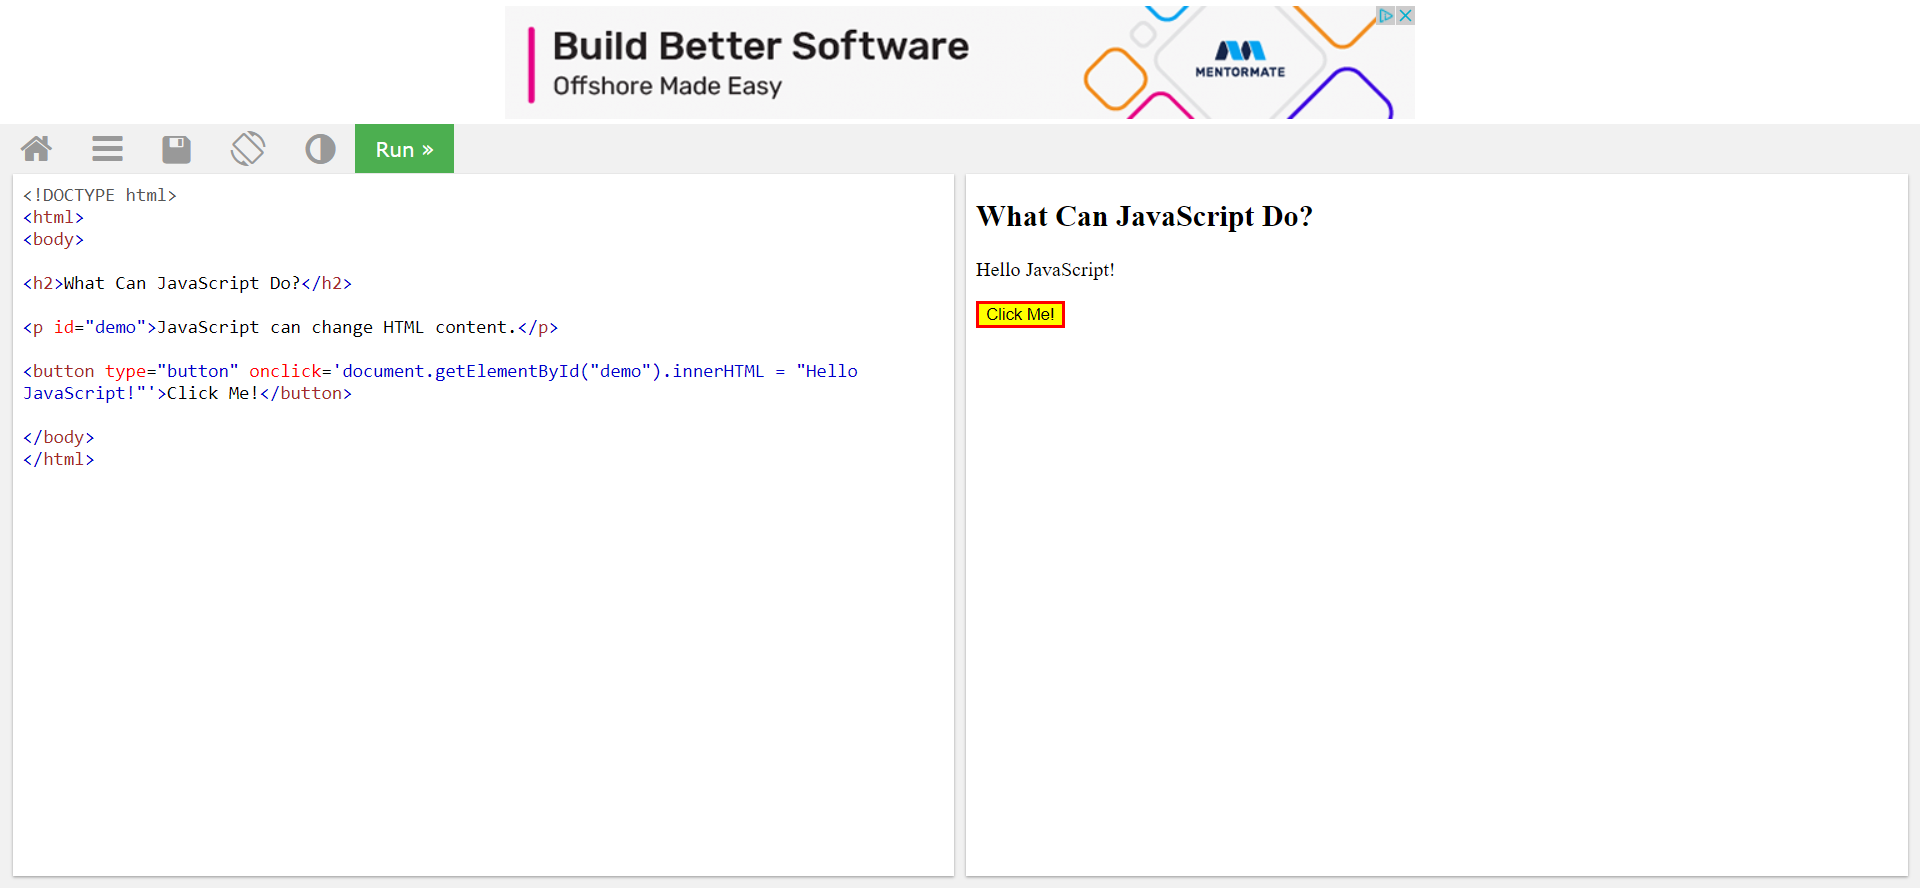 Build Better Software
Offshore Made Easy
MENTORMATE
Run »
<!DOCTYPE html>
<html>
<body>
<h2>What Can JavaScript Do?</h2>
<p id="demo">JavaScript can change HTML content.</p>
<button type="button" onclick='document.getElementById("demo").innerHTML = "Hello
JavaScript!"'>Click Me!</button>
</body>
</html>
What Can JavaScript Do?
Hello JavaScript!
Click Me!